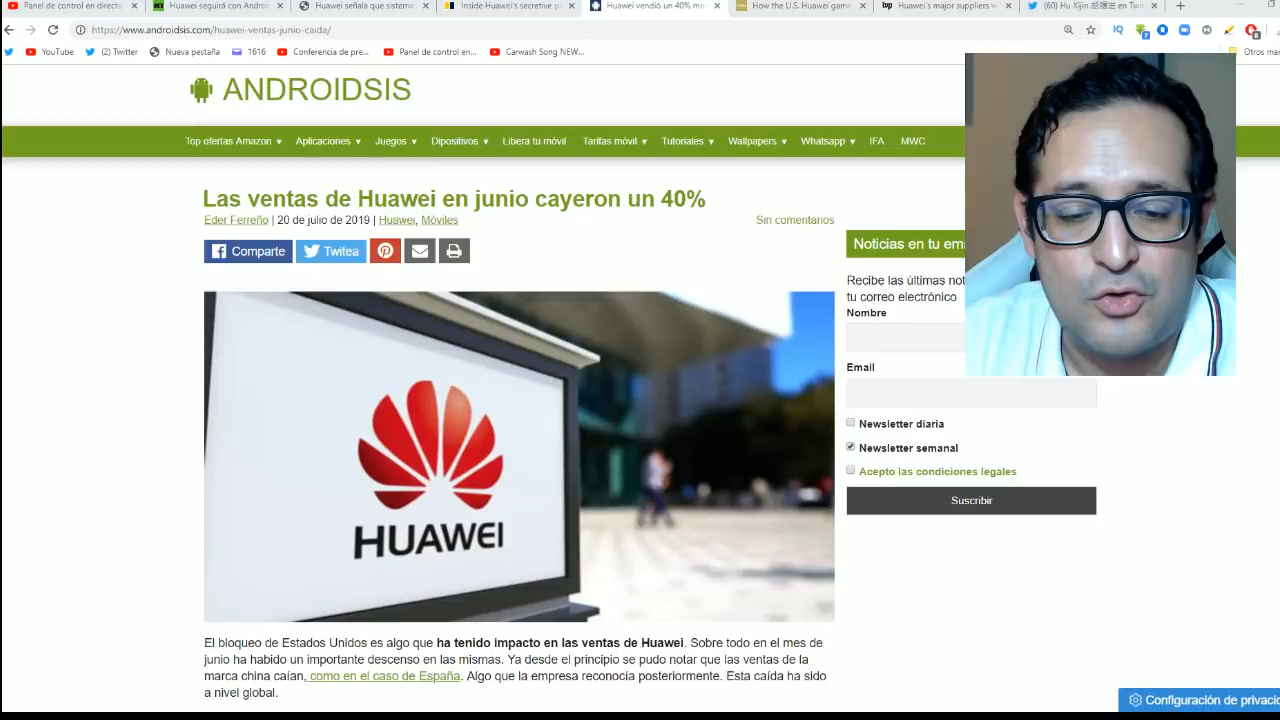 Panel de control en directo
Huawei seguirá con Androi
Huawei señala que sistema
Inside Huawei's secretive p
Huawei vendió un 40% me
How the U.S. Huawei game
Huawei's major suppliers w
(60) Hu Xijin 胡锡进 en Twit
https://www.androidsis.com/huawei-ventas-junio-caida/
YouTube
(2) Twitter
Nueva pestaña
1616
Conferencia de pre...
Panel de control en...
Carwash Song NEW...
Otros mar
ANDROIDSIS
Top ofertas Amazon
Aplicaciones
Juegos
Dipositivos
Libera tu móvil
Tarifas móvil
Tutoriales
Wallpapers
Whatsapp
IFA
MWC
Las ventas de Huawei en junio cayeron un 40%
Eder Ferreño | 20 de julio de 2019 | Huawei, Móviles
Sin comentarios
Comparte
Twitea
HUAWEI
El bloqueo de Estados Unidos es algo que ha tenido impacto en las ventas de Huawei. Sobre todo en el mes de
junio ha habido un importante descenso en las mismas. Ya desde el principio se pudo notar que las ventas de la
marca china caían, como en el caso de España. Algo que la empresa reconocía posteriormente. Esta caída ha sido
a nivel global.
Noticias en tu ema
Recibe las últimas not
tu correo electrónico
Nombre
Email
Newsletter diaria
Newsletter semanal
Acepto las condiciones legales
Suscribir
Configuración de privacid